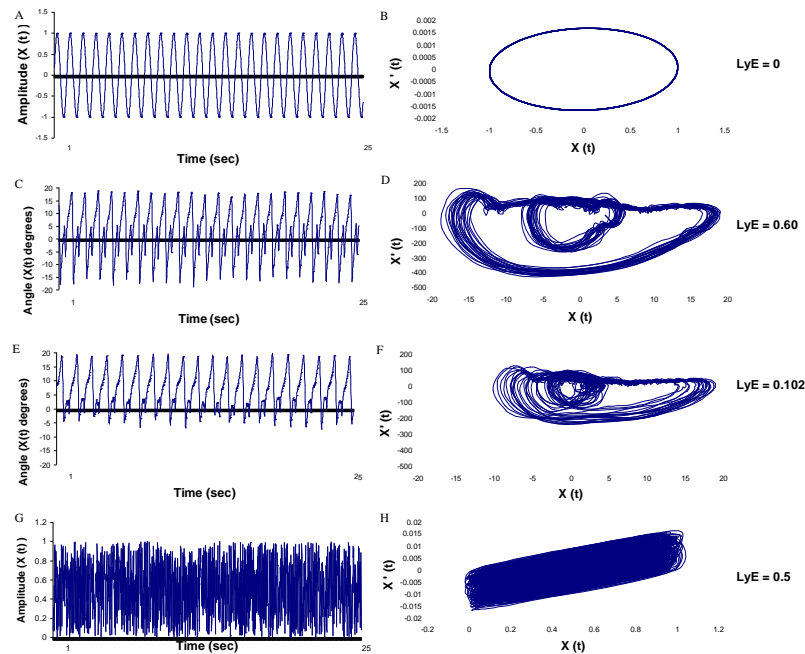 A
Amplitude (X (t) )
1.5
1
0.5
0
-0.5
-1
-1.5
1
25
Time (sec)
B
X ' (t)
0.002
0.0015
0.001
0.0005
0
-0.0005
-0.001
-0.0015
-0.002
-1.5 -1 -0.5 0 0.5 1 1.5
X (t)
LyE = 0
C
Angle (X(t) degrees)
20
15
10
5
0
-5
-10
-15
-20
1
25
Time (sec)
D
X' (t)
200
100
0
-100
-200
-300
-400
-500
-20 -15 -10 -5 0 5 10 15 20
X (t)
LyE = 0.60
E
Angle (X(t) degrees)
20
15
10
5
0
-5
-10
-15
-20
1
25
Time (sec)
F
X' (t)
200
100
0
-100
-200
-300
-400
-500
-20 -15 -10 -5 0 5 10 15 20
X (t)
LyE = 0.102
G
Amplitude (X (t) )
1.2
1
0.8
0.6
0.4
0.2
0
1
25
Time (sec)
H
X ' (t)
0.02
0.015
0.01
0.005
0
-0.005
-0.01
-0.015
-0.02
-0.2 0 0.2 0.4 0.6 0.8 1 1.2
X (t)
LyE = 0.5